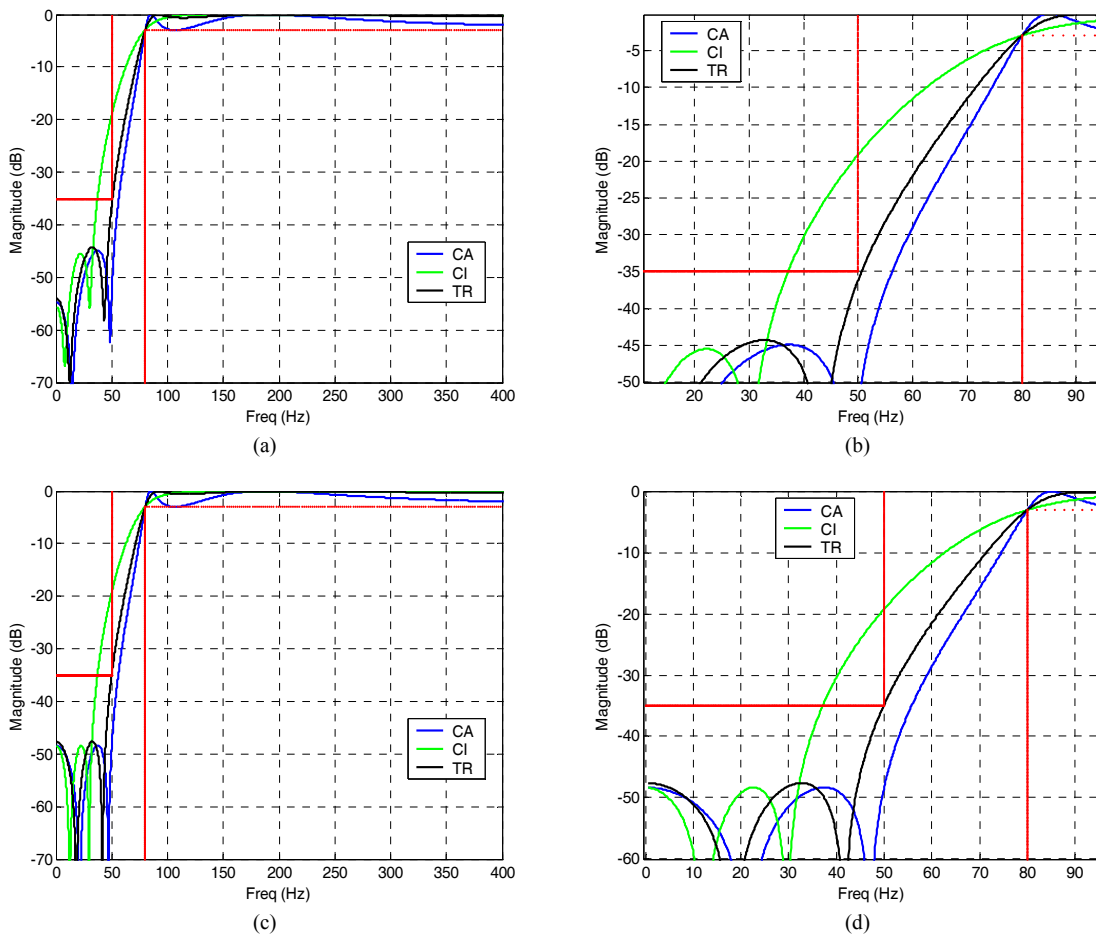 0
-10
-20
-30
-40
-50
-60
-70
Magnitude (dB)
CA
CI
TR
0 50 100 150 200 250 300 350 400
Freq (Hz)
(a)
-5
-10
-15
-20
-25
-30
-35
-40
-45
-50
Magnitude (dB)
CA
CI
TR
20 30 40 50 60 70 80 90
Freq (Hz)
(b)
0
-10
-20
-30
-40
-50
-60
-70
Magnitude (dB)
CA
CI
TR
0 50 100 150 200 250 300 350 400
Freq (Hz)
(c)
0
-10
-20
-30
-40
-50
-60
Magnitude (dB)
CA
CI
TR
0 10 20 30 40 50 60 70 80 90
Freq (Hz)
(d)